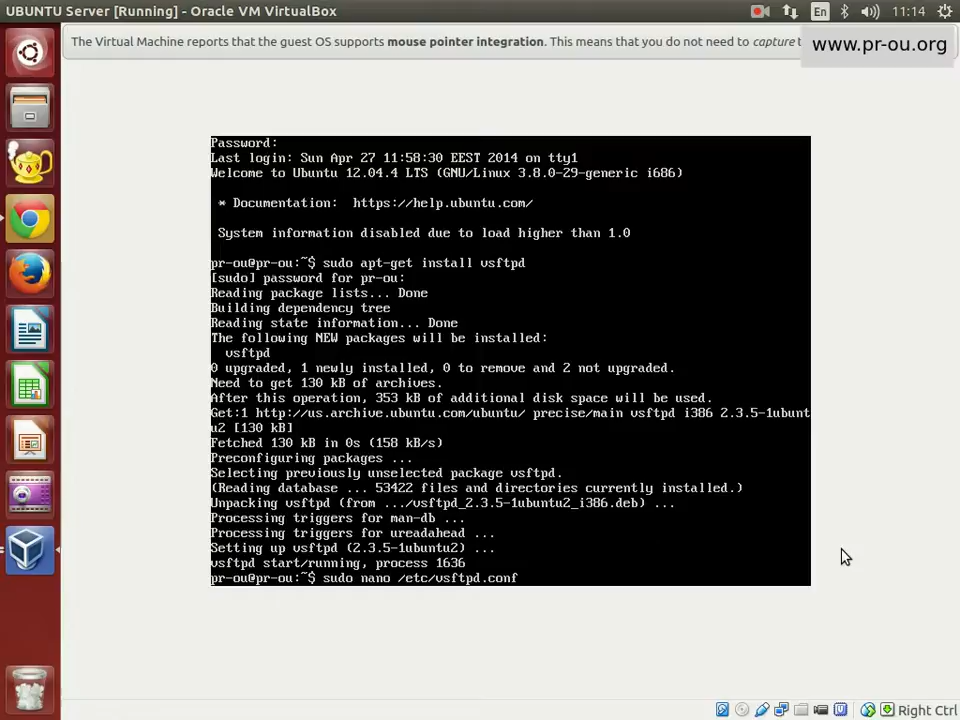 UBUNTU Server [Running] - Oracle VM VirtualBox
En
11:14
The Virtual Machine reports that the guest OS supports mouse pointer integration. This means that you do not need to capture t
www.pr-ou.org
Password:
Last login: Sun Apr 27 11:58:30 EEST 2014 on tty1
Welcome to Ubuntu 12.04.4 LTS (GNU/Linux 3.8.0-29-generic i686)
* Documentation:  https://help.ubuntu.com/
System information disabled due to load higher than 1.0
pr-ou@pr-ou:~$ sudo apt-get install vsftpd
[sudo] password for pr-ou:
Reading package lists... Done
Building dependency tree
Reading state information... Done
The following NEW packages will be installed:
vsftpd
0 upgraded, 1 newly installed, 0 to remove and 2 not upgraded.
Need to get 130 kB of archives.
After this operation, 353 kB of additional disk space will be used.
Get:1 http://us.archive.ubuntu.com/ubuntu/ precise/main vsftpd i386 2.3.5-1ubunt
u2 [130 kB]
Fetched 130 kB in 0s (158 kB/s)
Preconfiguring packages ...
Selecting previously unselected package vsftpd.
(Reading database ... 53422 files and directories currently installed.)
Unpacking vsftpd (from .../vsftpd_2.3.5-1ubuntu2_i386.deb) ...
Processing triggers for man-db ...
Processing triggers for ureadahead ...
Setting up vsftpd (2.3.5-1ubuntu2) ...
vsftpd start/running, process 1636
pr-ou@pr-ou:~$ sudo nano /etc/vsftpd.conf
Right Ctrl